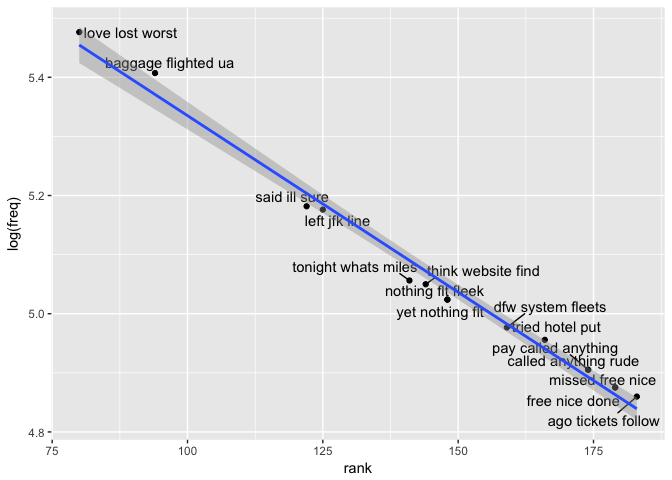 love lost worst
baggage flighted ua
5.4
said ill sure
5.2
left jfk line
log(freq)
tonight whats miles
think website find
nothing fit fleek
dfw system fleets
yet nothing fit
5.0
tried hotel put
pay called anything
called anything rude
missed free nice
free nice done
ago tickets follow
4.8
75
100
125
150
175
rank